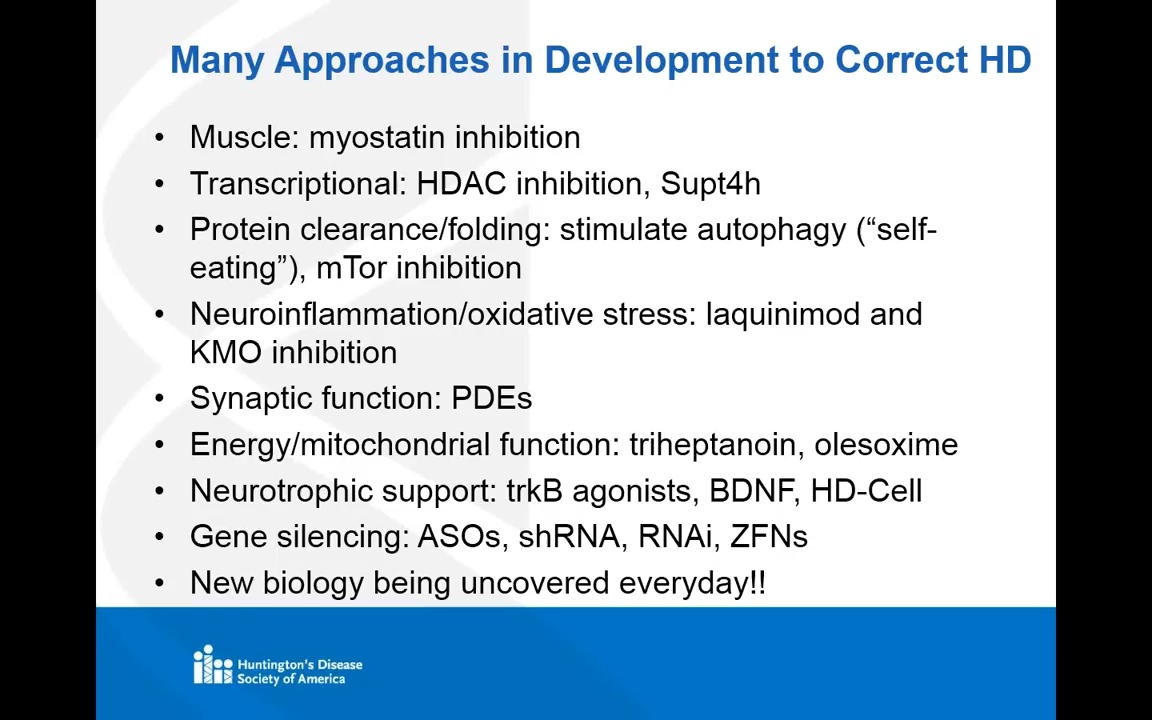 Many Approaches in Development to Correct HD
• Muscle: myostatin inhibition
• Transcriptional: HDAC inhibition, Supt4h
• Protein clearance/folding: stimulate autophagy (“self-
eating”), mTor inhibition
• Neuroinflammation/oxidative stress: laquinimod and
KMO inhibition
• Synaptic function: PDEs
• Energy/mitochondrial function: triheptanoin, olesoxime
• Neurotrophic support: trkB agonists, BDNF, HD-Cell
• Gene silencing: ASOs, shRNA, RNAi, ZFNs
• New biology being uncovered everyday!!
Huntington’s Disease
Society of America